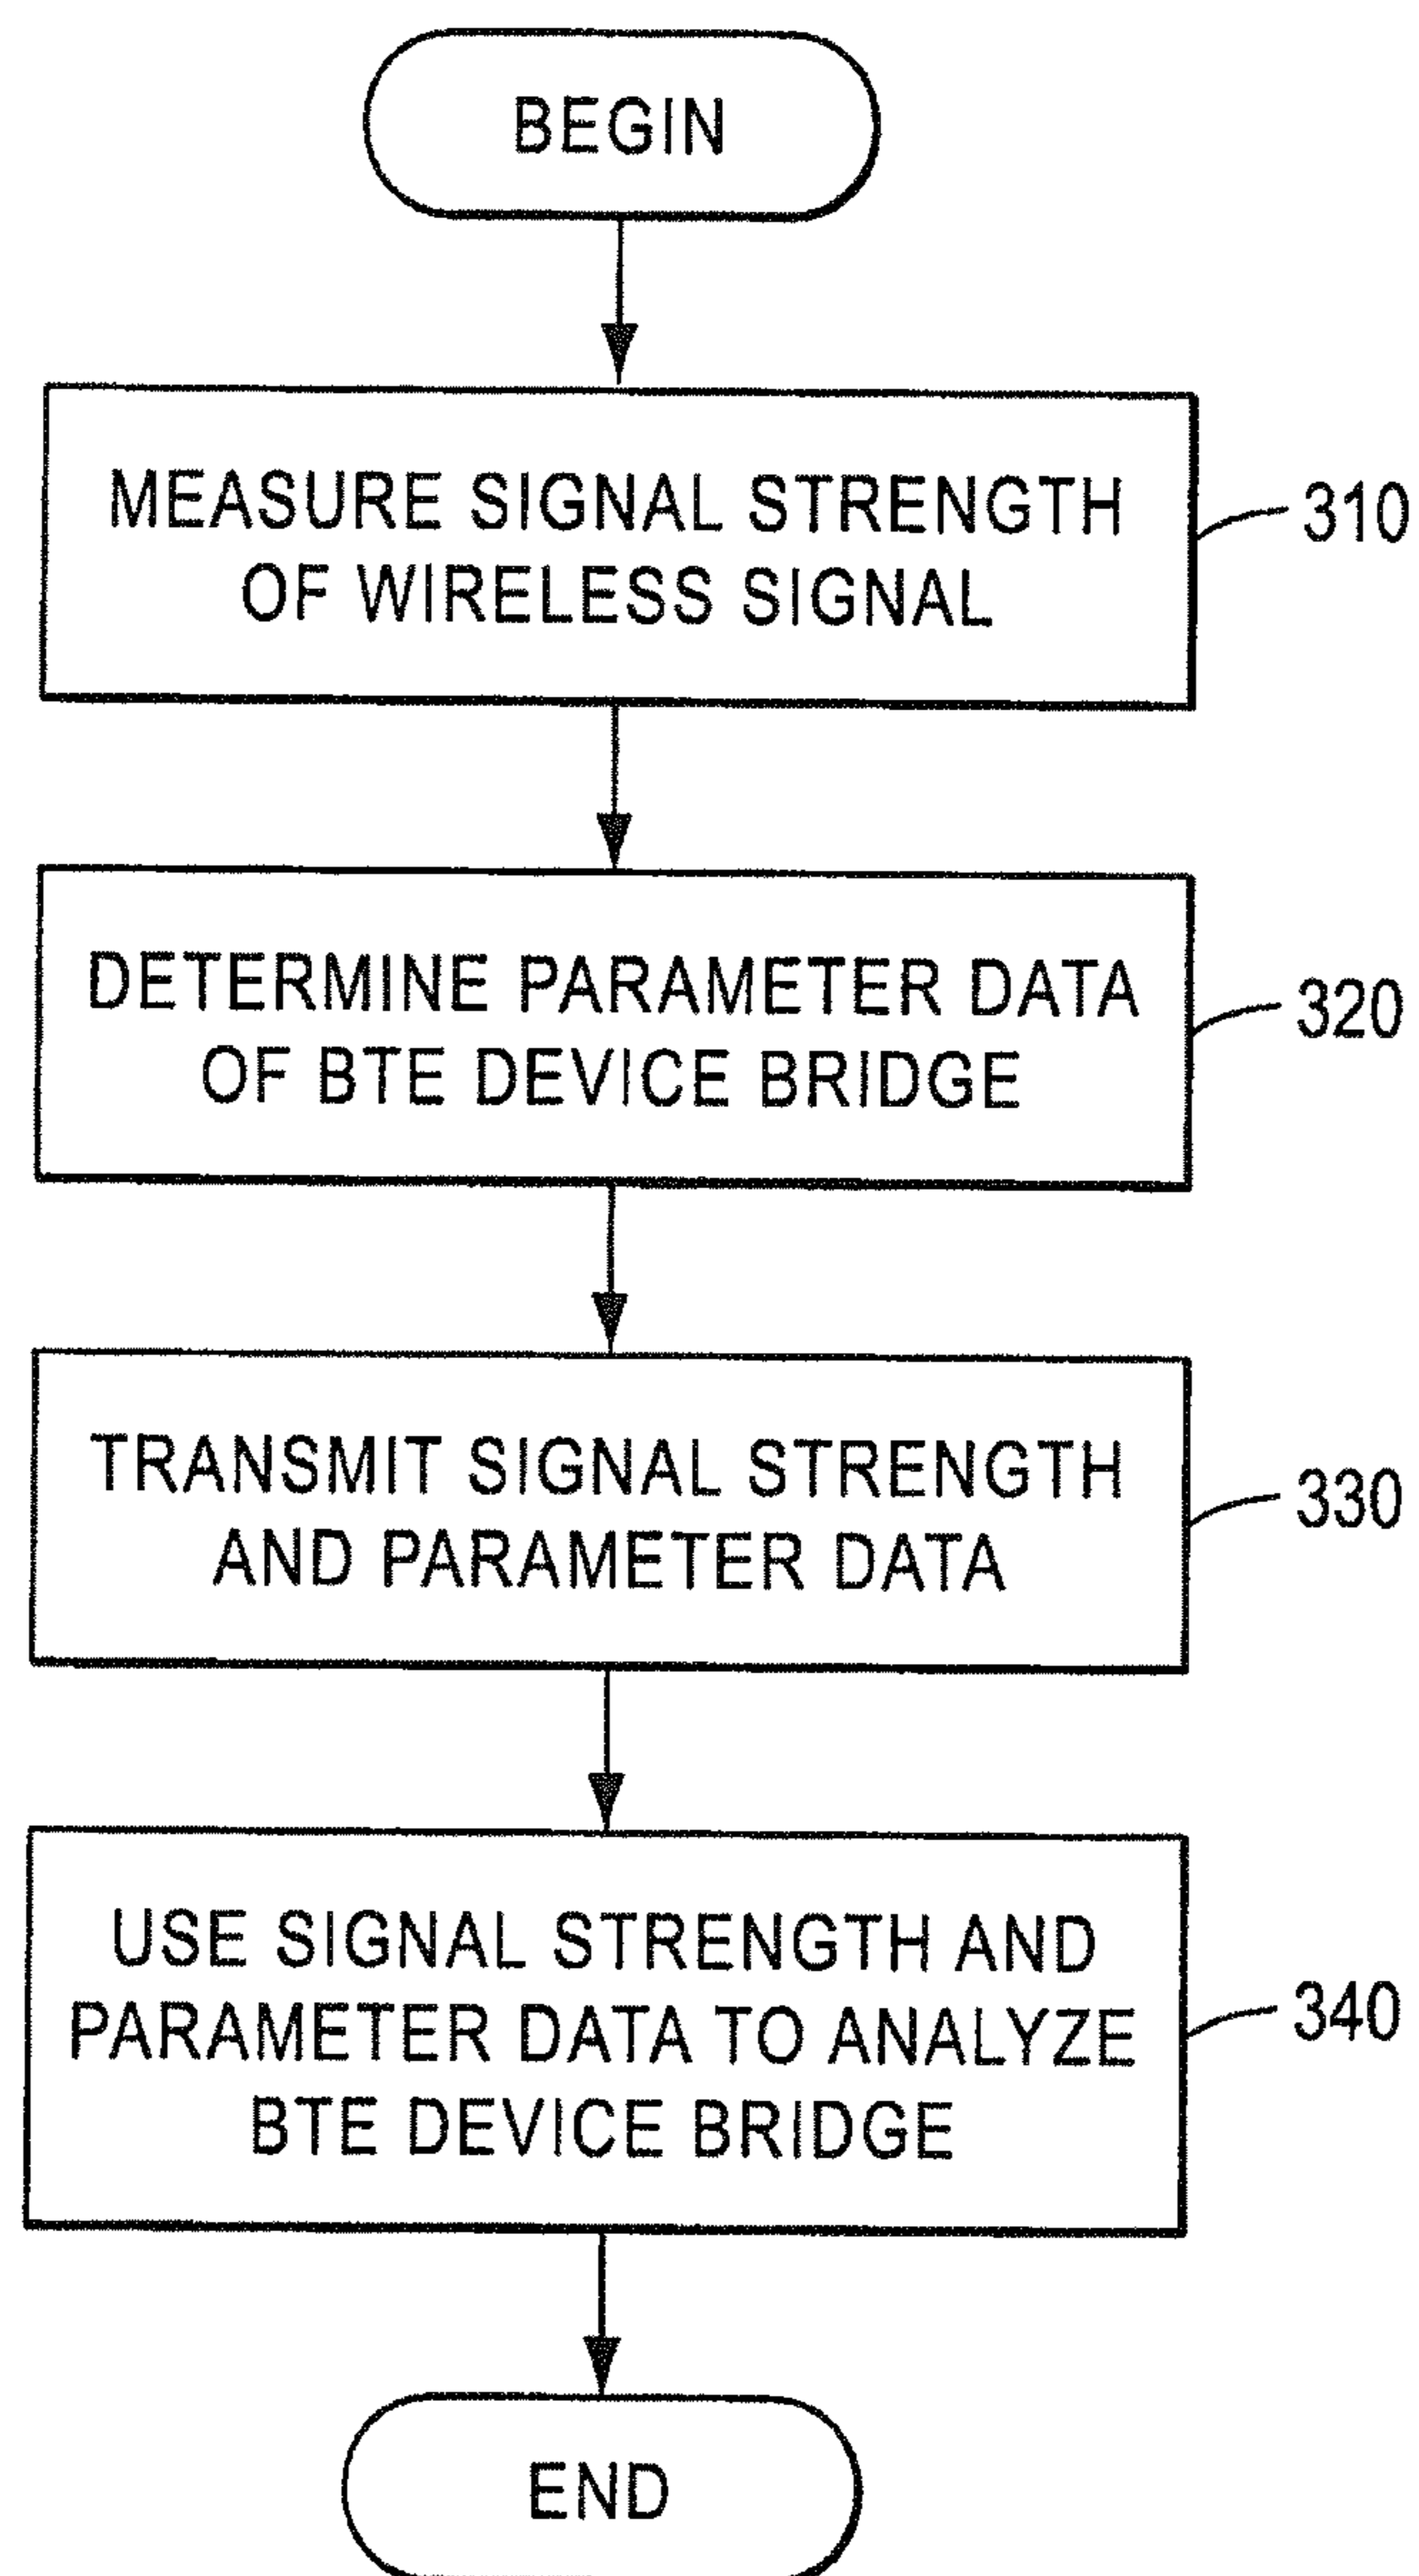 BEGIN
MEASURE SIGNAL STRENGTH
OF WIRELESS SIGNAL
310
DETERMINE PARAMETER DATA
OF BTE DEVICE BRIDGE
320
TRANSMIT SIGNAL STRENGTH
AND PARAMETER DATA
330
USE SIGNAL STRENGTH AND
PARAMETER DATA TO ANALYZE
BTE DEVICE BRIDGE
340
END